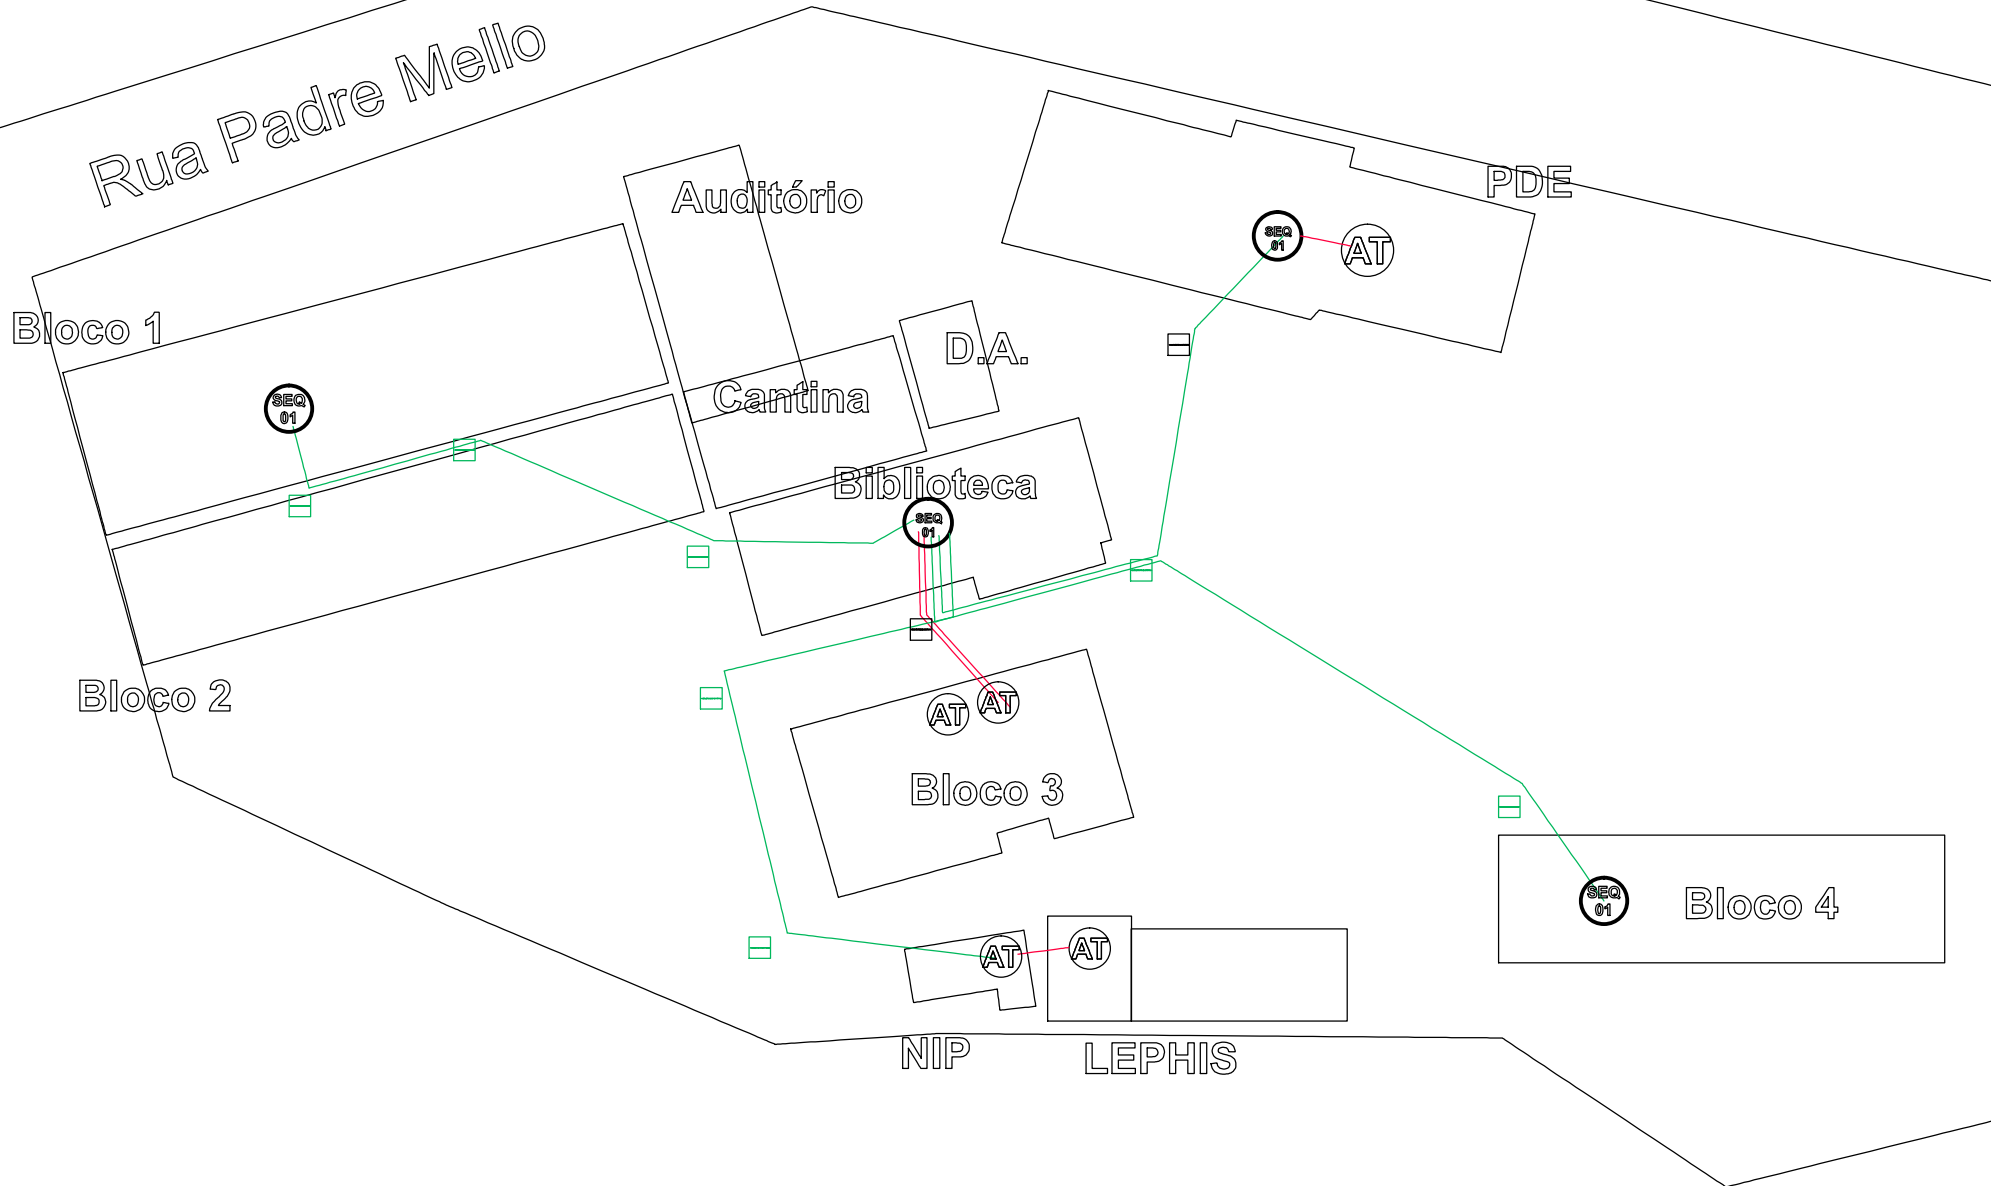 Rua Padre Mello
PDE
Auditório
SEQ
01
AT
Bloco 1
D.A.
Cantina
SEQ
01
Biblioteca
SEQ
01
Bloco 2
AT
AT
Bloco 3
SEQ
01
Bloco 4
AT
AT
NIP
LEPHIS